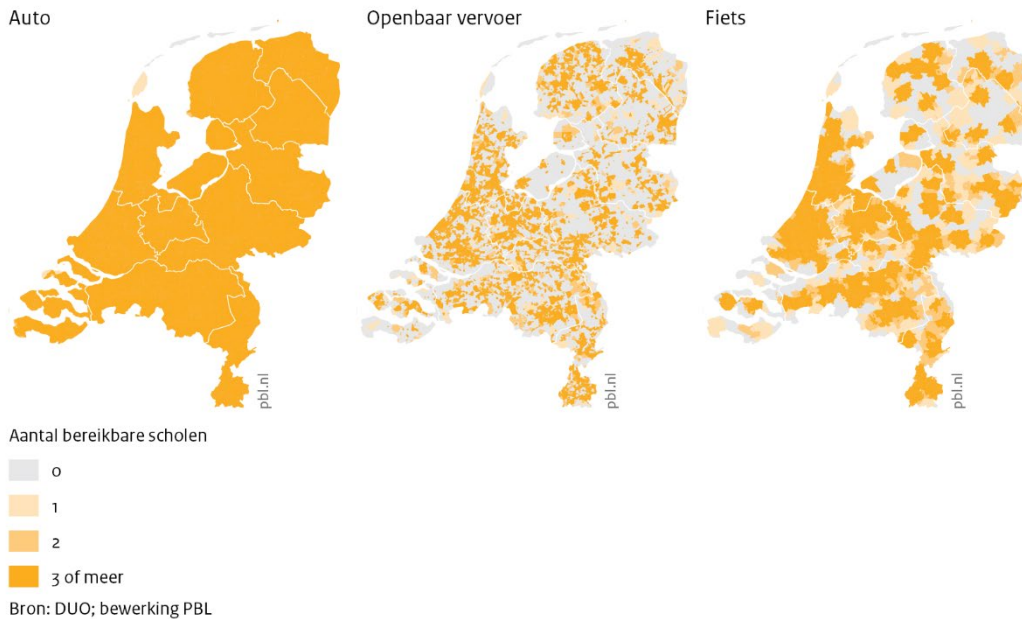 Auto
Openbaar vervoer
Fiets
pbl.nl
pbl.nl
pbl.nl
Aantal bereikbare scholen
0
1
2
3 of meer
Bron: DUO; bewerking PBL